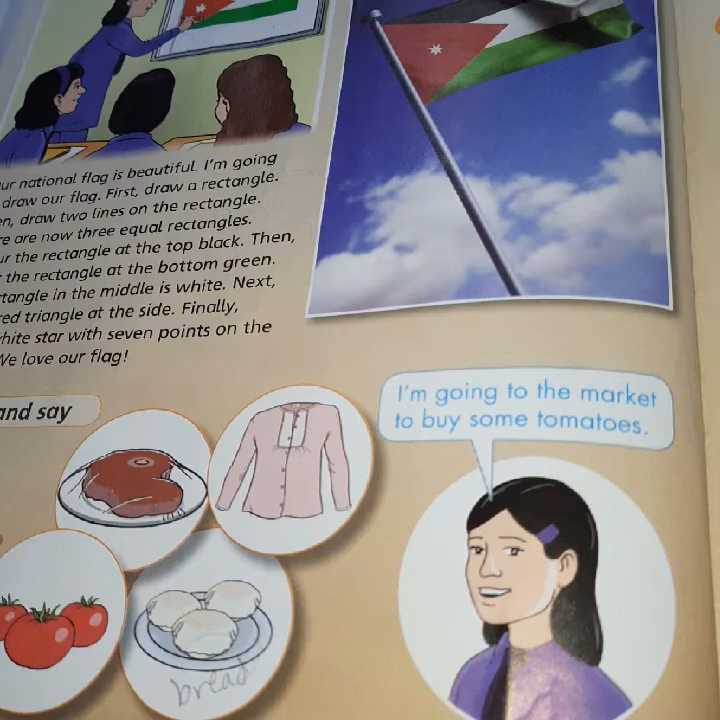 ur national flag is beautiful. I'm going
draw our flag. First, draw a rectangle.
en, draw two lines on the rectangle.
re are now three equal rectangles.
ur the rectangle at the top black. Then,
the rectangle at the bottom green.
tangle in the middle is white. Next,
red triangle at the side. Finally,
hite star with seven points on the
We love our flag!
and say
I'm going to the market
to buy some tomatoes.
bread